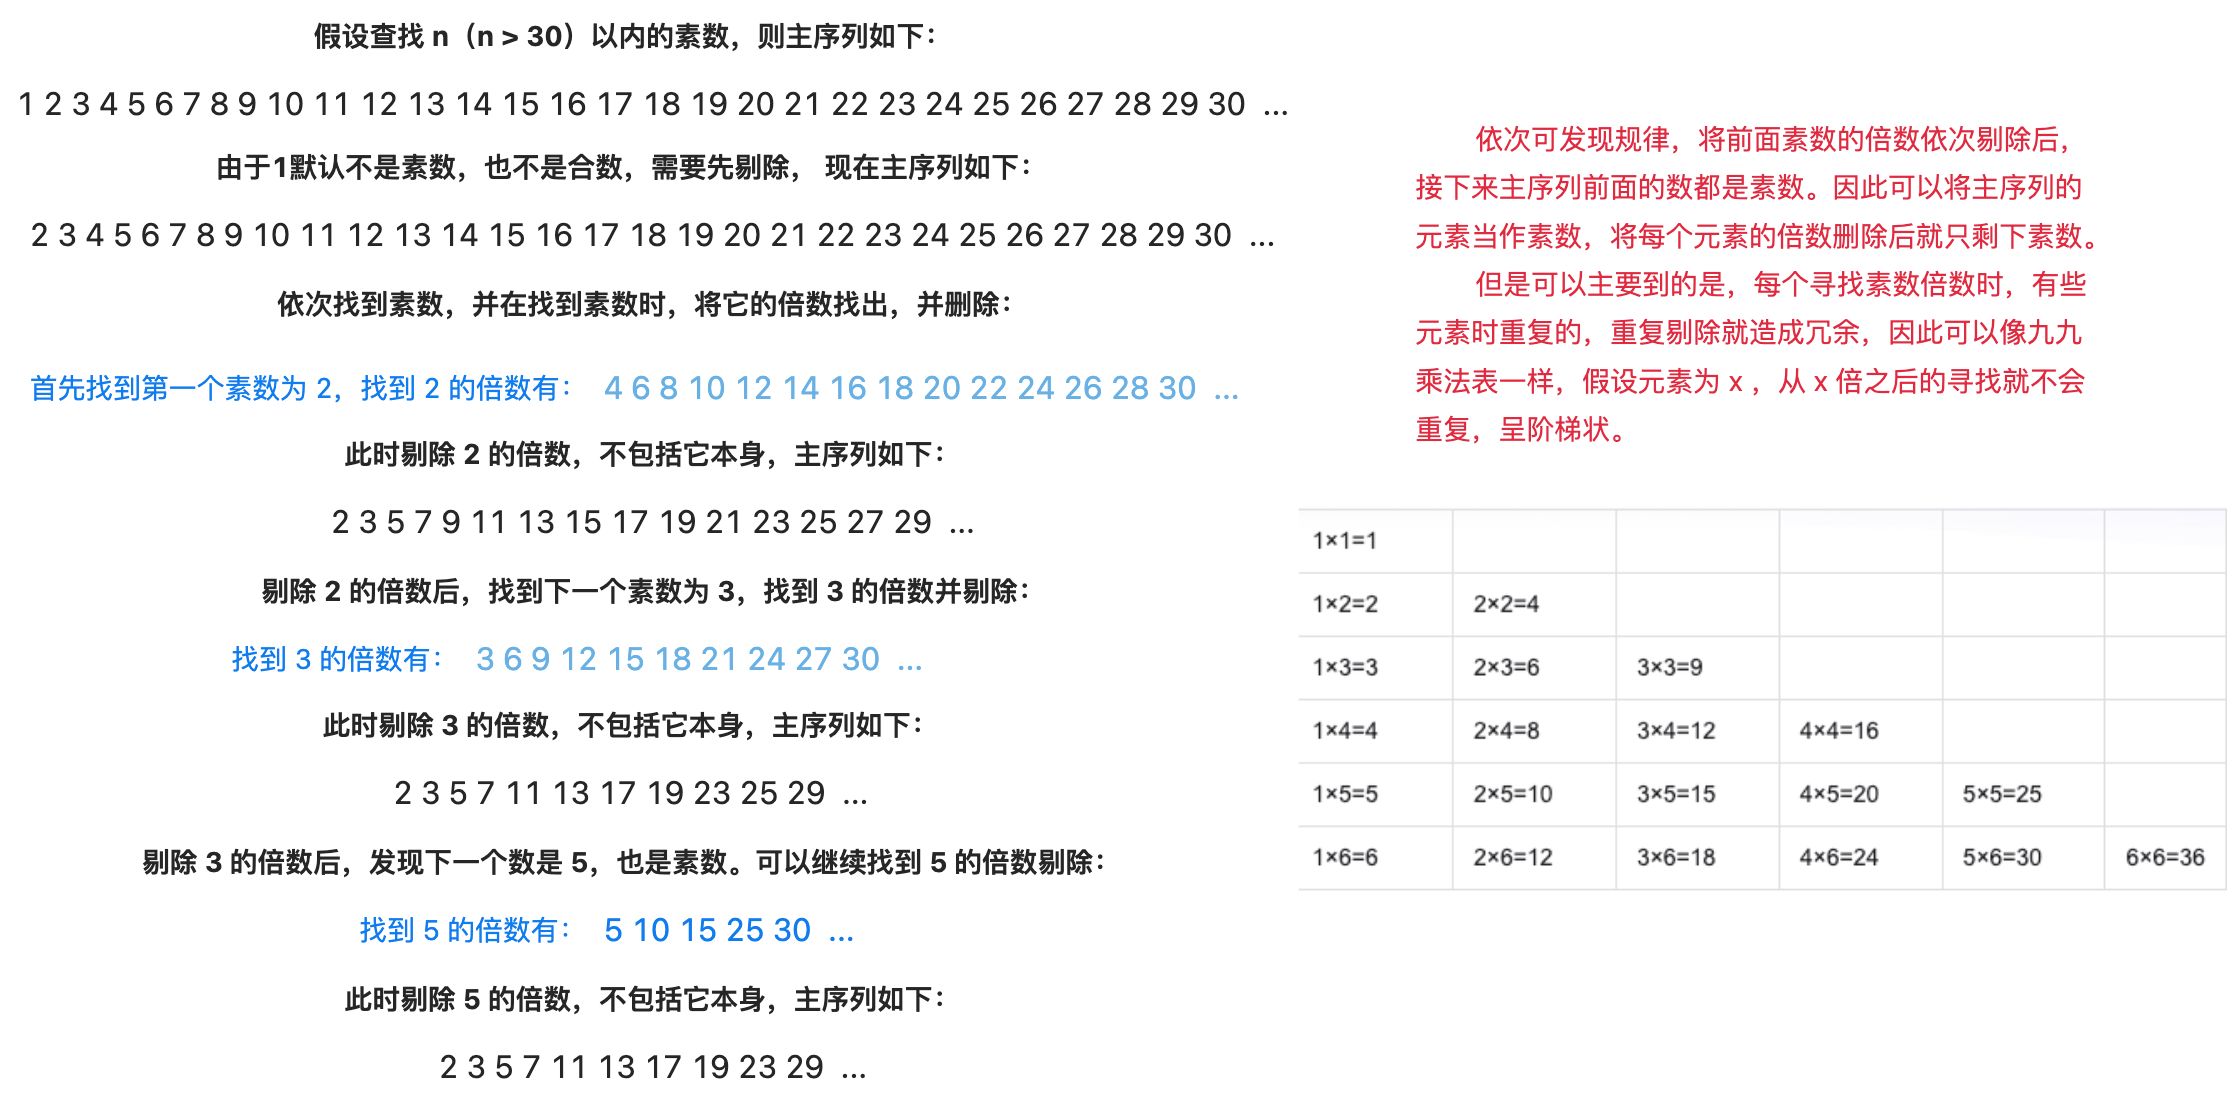 假设查找 n（n > 30）以内的素数，则主序列如下：
1 2 3 4 5 6 7 8 9 10 11 12 13 14 15 16 17 18 19 20 21 22 23 24 25 26 27 28 29 30 ...
由于1默认不是素数，也不是合数，需要先剔除， 现在主序列如下：
2 3 4 5 6 7 8 9 10 11 12 13 14 15 16 17 18 19 20 21 22 23 24 25 26 27 28 29 30 ...
依次找到素数，并在找到素数时，将它的倍数找出，并删除：
首先找到第一个素数为 2，找到 2 的倍数有： 4 6 8 10 12 14 16 18 20 22 24 26 28 30 ...
此时剔除 2 的倍数，不包括它本身，主序列如下：
2 3 5 7 9 11 13 15 17 19 21 23 25 27 29 ...
剔除 2 的倍数后，找到下一个素数为 3，找到 3 的倍数并剔除：
找到 3 的倍数有： 3 6 9 12 15 18 21 24 27 30 ...
此时剔除 3 的倍数，不包括它本身，主序列如下：
2 3 5 7 11 13 17 19 23 25 29 ...
剔除 3 的倍数后，发现下一个数是 5，也是素数。可以继续找到 5 的倍数剔除：
找到 5 的倍数有： 5 10 15 25 30 ...
此时剔除 5 的倍数，不包括它本身，主序列如下：
2 3 5 7 11 13 17 19 23 29 ...
依次可发现规律，将前面素数的倍数依次剔除后，
接下来主序列前面的数都是素数。因此可以将主序列的
元素当作素数，将每个元素的倍数删除后就只剩下素数。
但是可以主要到的是，每个寻找素数倍数时，有些
元素时重复的，重复剔除就造成冗余，因此可以像九九
乘法表一样，假设元素为 x ，从 x 倍之后的寻找就不会
重复，呈阶梯状。
1×1=1
1×2=2 2×2=4
1×3=3 2×3=6 3×3=9
1×4=4 2×4=8 3×4=12 4×4=16
1×5=5 2×5=10 3×5=15 4×5=20 5×5=25
1×6=6 2×6=12 3×6=18 4×6=24 5×6=30 6×6=36